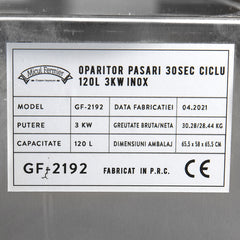 Micul Fermier
OPARITOR PASARI 30SEC CICLU
120L 3KW INOX
MODEL GF-2192 DATA FABRICATIEI 04.2021
PUTERE 3 KW GREUTATE BRUTA/NETA 30.28/28.44 KG
CAPACITATE 120 L DIMENSIUNI AMBALAJ 65.5 x 58 x 65.5 CM
GF-2192 FABRICAT IN P.R.C. CE